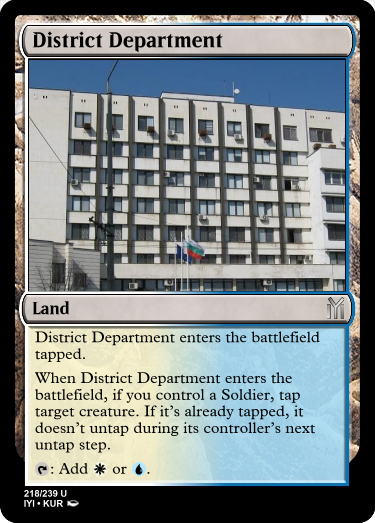 District Department
Land
District Department enters the battlefield
tapped.
When District Department enters the
battlefield, if you control a Soldier, tap
target creature. If it's already tapped, it
doesn't untap during its controller's next
untap step.
: Add or .
218/239 U
IYI • KUR